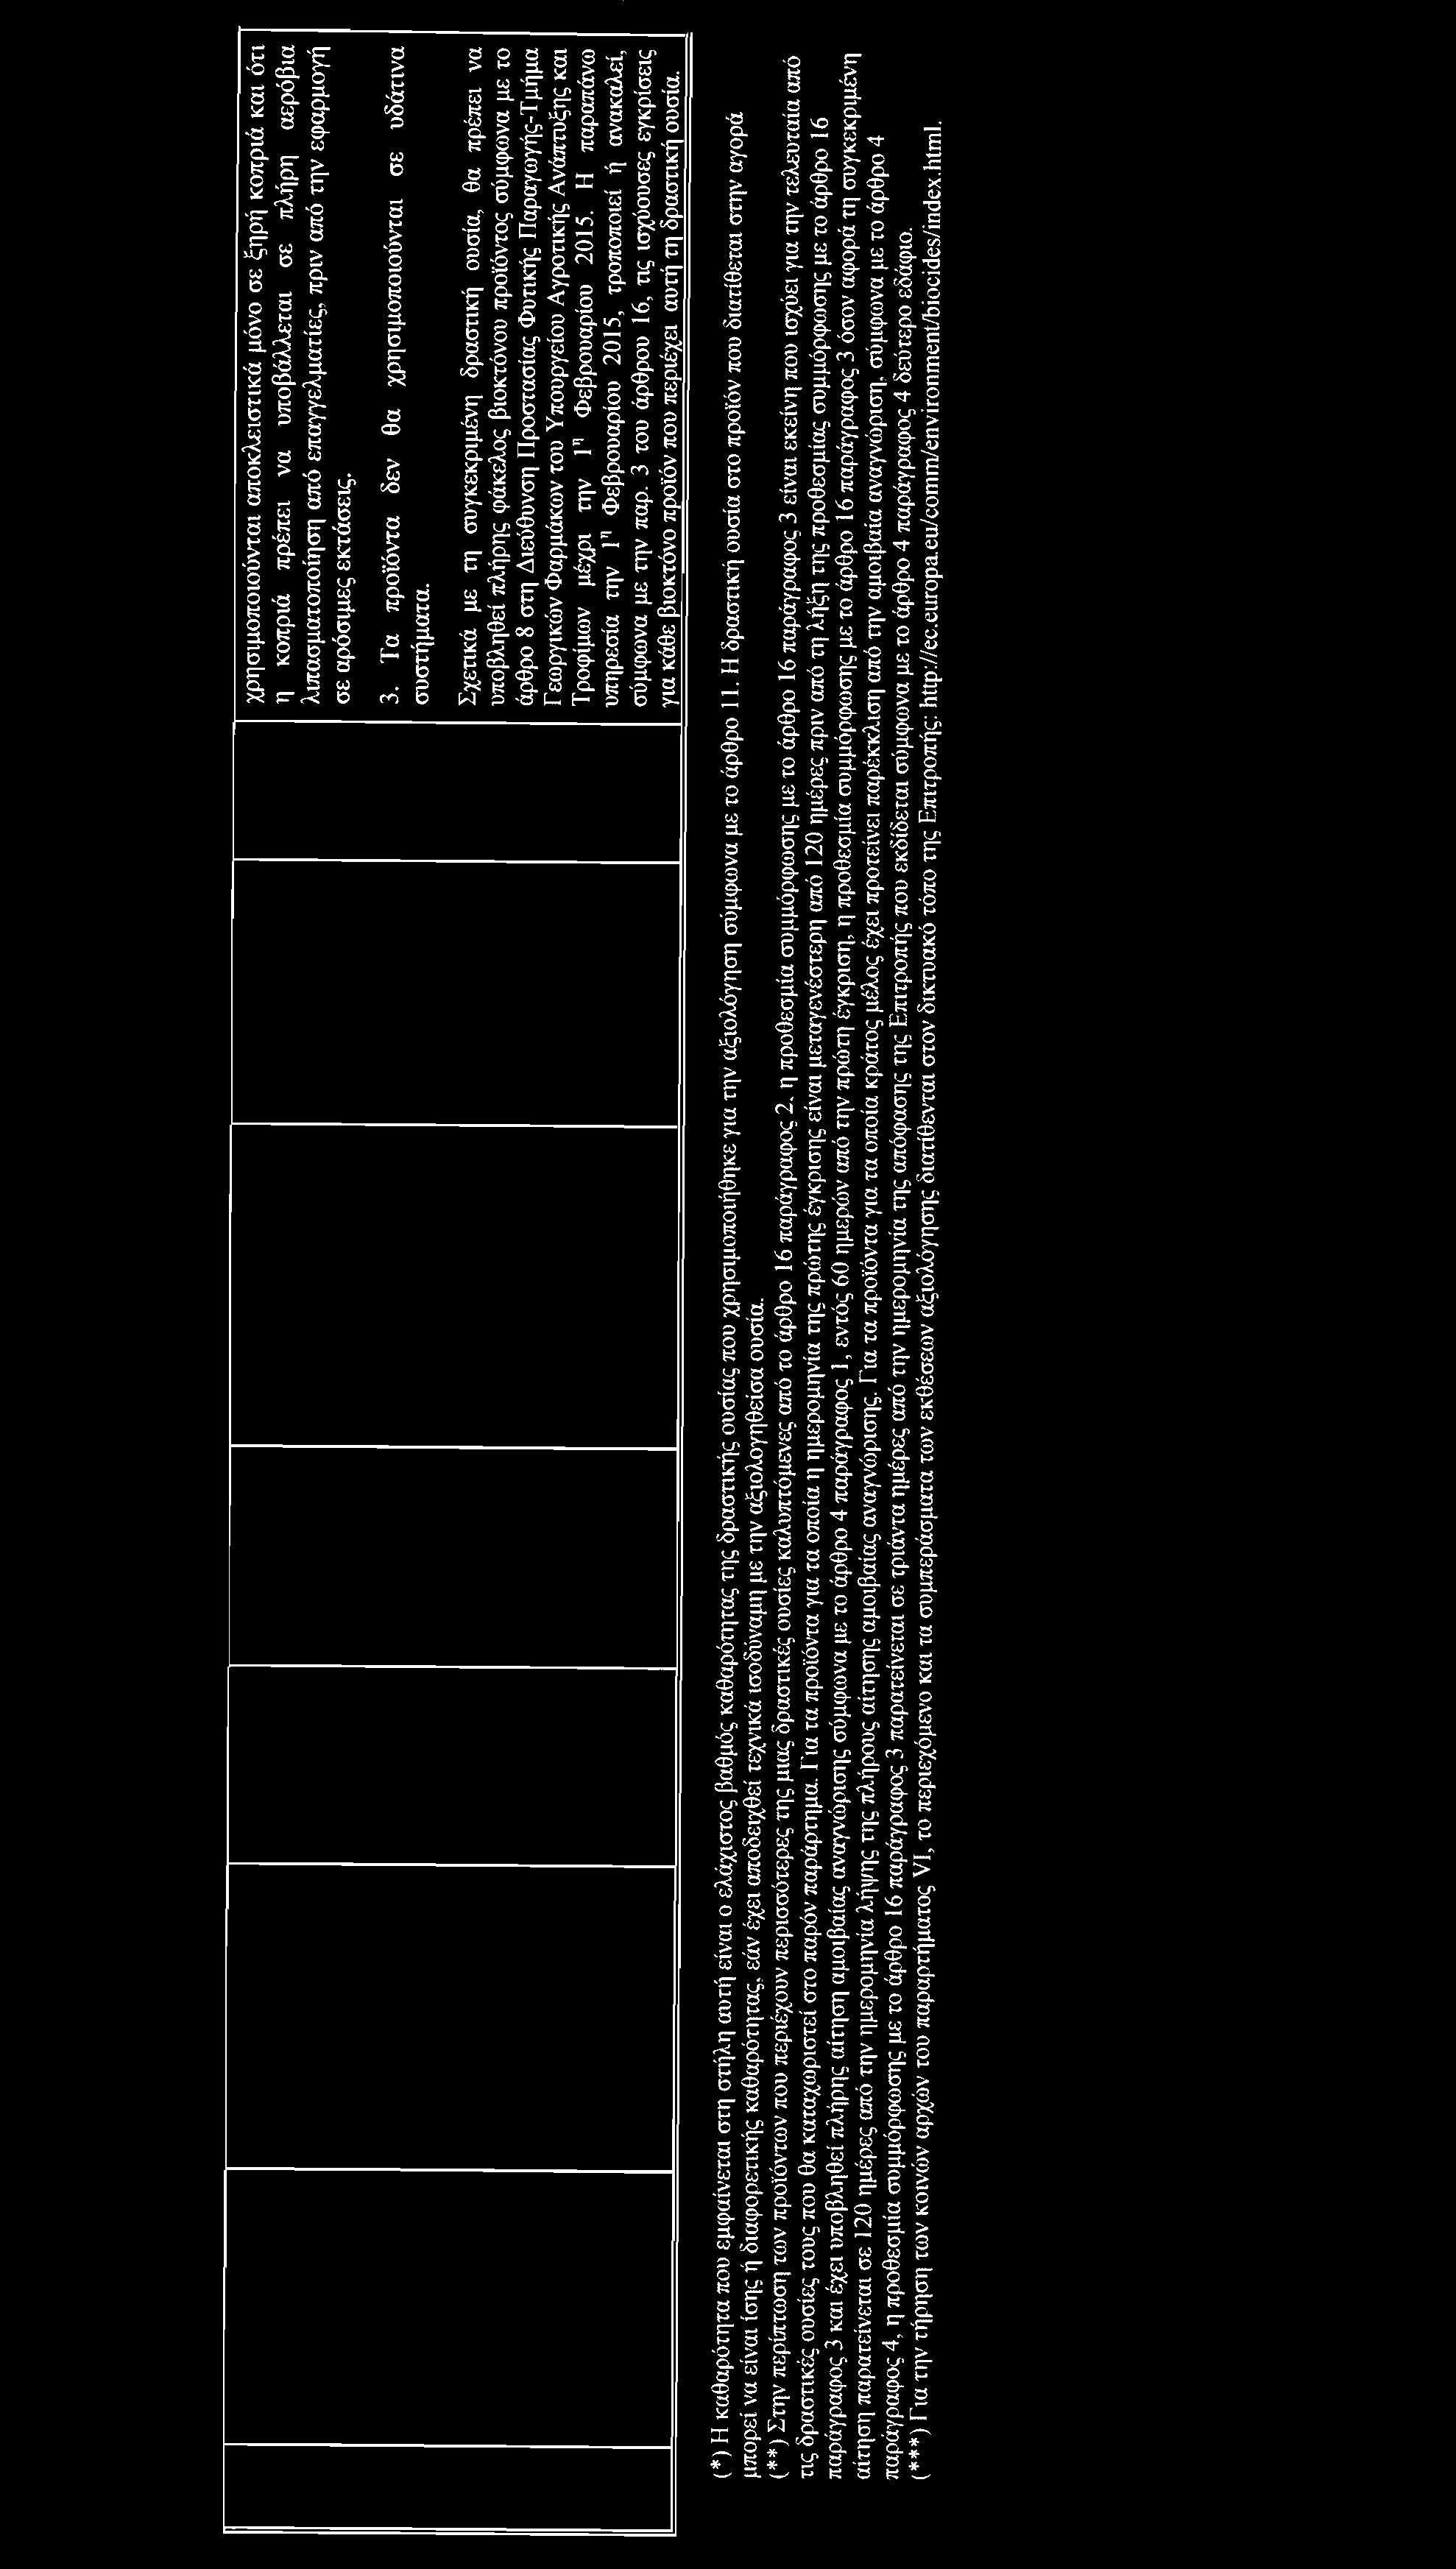 χρησιμοποιούνται αποκλειστικά μόνο σε ξηρή κοπριά και ότι
η κοπριά πρέπει να υποβάλλεται σε πλήρη αερόβια
λιπασματοποίηση από επαγγελματίες, πριν από την εφαρμογή
σε αρόσιμες εκτάσεις.
3. Τα προϊόντα δεν θα χρησιμοποιούνται σε υδάτινα
συστήματα.
Σχετικά με τη συγκεκριμένη δραστική ουσία, θα πρέπει να
υποβληθεί πλήρης φάκελος βιοκτόνου προϊόντος σύμφωνα με το
άρθρο 8 στη Διεύθυνση Προστασίας Φυτικής Παραγωγής-Τμήμα
Γεωργικών Φαρμάκων του Υπουργείου Αγροτικής Ανάπτυξης και
Τροφίμων μέχρι την 1η Φεβρουαρίου 2015. Η παραπάνω
υπηρεσία την 1η Φεβρουαρίου 2015, τροποποιεί ή ανακαλεί,
σύμφωνα με την παρ. 3 του άρθρου 16, τις ισχύουσες εγκρίσεις
για κάθε βιοκτόνο προϊόν που περιέχει αυτή τη δραστική ουσία.
(*) Η καθαρότητα που εμφαίνεται στη στήλη αυτή είναι ο ελάχιστος βαθμός καθαρότητας της δραστικής ουσίας που χρησιμοποιήθηκε για την αξιολόγηση σύμφωνα με το άρθρο 11. Η δραστική ουσία στο προϊόν που διατίθεται στην αγορά
μπορεί να είναι ίσης ή διαφορετικής καθαρότητας, εάν έχει αποδειχθεί τεχνικά ισοδύναμη με την αξιολογηθείσα ουσία.
(**) Στην περίπτωση των προϊόντων που περιέχουν περισσότερες της μιας δραστικές ουσίες καλυπτόμενες από το άρθρο 16 παράγραφος 2, η προθεσμία συμμόρφωσης με το άρθρο 16 παράγραφος 3 είναι εκείνη που ισχύει για την τελευταία από
τις δραστικές ουσίες τους που θα καταχωριστεί στο παρόν παράρτημα. Για τα προϊόντα για τα οποία η ημερομηνία της πρώτης έγκρισης είναι μεταγενέστερη από 120 ημέρες πριν από τη λήξη της προθεσμίας συμμόρφωσης με το άρθρο 16
παράγραφος 3 και έχει υποβληθεί πλήρης αίτηση αμοιβαίας αναγνώρισης σύμφωνα με το άρθρο 4 παράγραφος 1, εντός 60 ημερών από την πρώτη έγκριση, η προθεσμία συμμόρφωσης με το άρθρο 16 παράγραφος 3 όσον αφορά τη συγκεκριμένη
αίτηση παρατείνεται σε 120 ημέρες από την ημερομηνία λήψης της πλήρους αίτησης αμοιβαίας αναγνώρισης. Για τα προϊόντα για τα οποία κράτος μέλος έχει προτείνει παρέκκλιση από την αμοιβαία αναγνώριση, σύμφωνα με το άρθρο 4
παράγραφος 4, η προθεσμία συμμόρφωσης με το άρθρο 16 παράγραφος 3 παρατείνεται σε τριάντα ημέρες από την ημερομηνία της απόφασης της Επιτροπής που εκδίδεται σύμφωνα με το άρθρο 4 παράγραφος 4 δεύτερο εδάφιο.
(***) Για την τήρηση των κοινών αρχών του παραρτήματος VI, το περιεχόμενο και τα συμπεράσματα των εκθέσεων αξιολόγησης διατίθενται στον δικτυακό τόπο της Επιτροπής: http://ec.europa.eu/comm/environment/biocides/index.html.